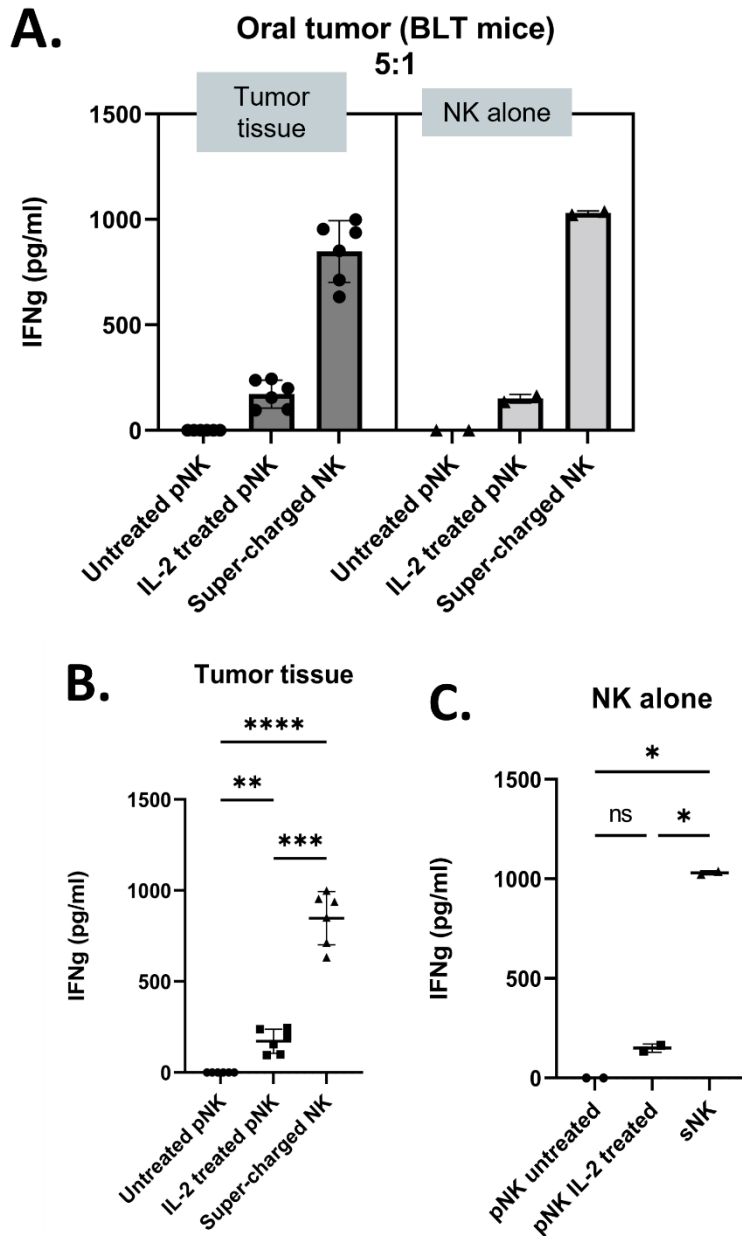 A.
Oral tumor (BLT mice)
5:1
Tumor
tissue
NK alone
IFNg (pg/ml)
1500
1000
500
0
Untreated pNK
IL-2 treated pNK
Super-charged NK
Untreated pNK
IL-2 treated pNK
Super-charged NK
B.
Tumor tissue
****
**
***
IFNg (pg/ml)
1500
1000
500
0
Untreated pNK
IL-2 treated pNK
Super-charged NK
C.
NK alone
*
ns
*
IFNg (pg/ml)
1500
1000
500
0
pNK untreated
pNK IL-2 treated
sNK